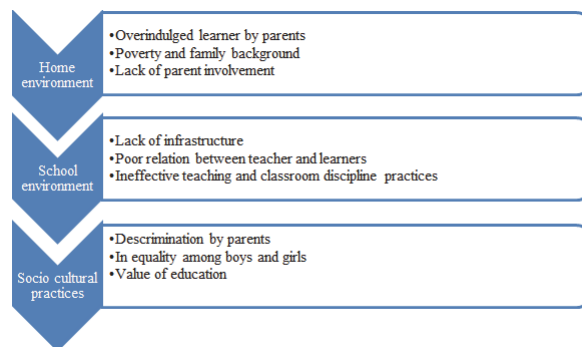 Home
environment
•Overindulged learner by parents
•Poverty and family background
•Lack of parent involvement
School
environment
•Lack of infrastructure
•Poor relation between teacher and learners
•Ineffective teaching and classroom discipline practices
Socio cultural
practices
•Descrimination by parents
•In equality among boys and girls
•Value of education